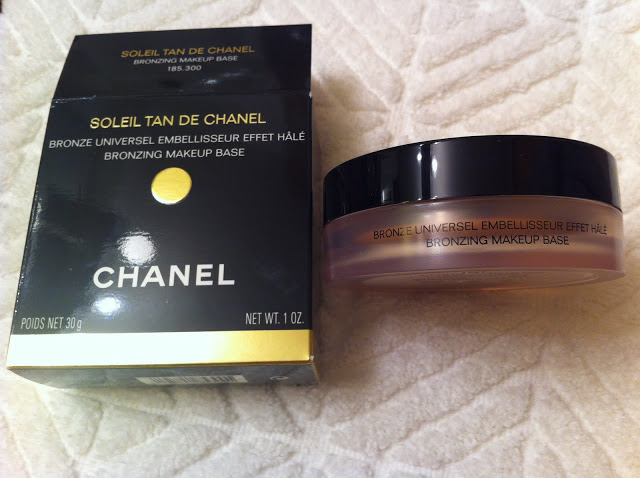 SOLEIL TAN DE CHANEL
BRONZING MAKEUP BASE
185.300
SOLEIL TAN DE CHANEL
BRONZE UNIVERSEL EMBELLISSEUR EFFET HÂLÉ
BRONZING MAKEUP BASE
CHANEL
POIDS NET 30 g
NET WT. 1 OZ.
BRONZE UNIVERSEL EMBELLISSEUR EFFET HÂLÉ
BRONZING MAKEUP BASE